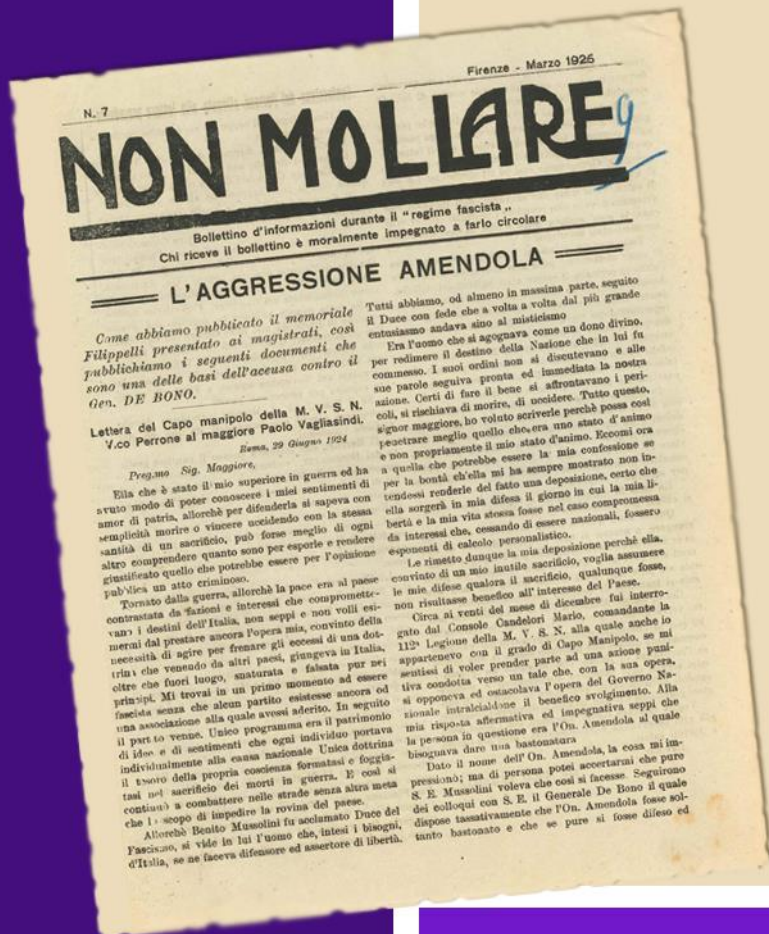 N. 7
Firenze - Marzo 1925
NON MOLLARE
9
Bollettino d'informazioni durante il "regime fascista „
Chi riceve il bollettino è moralmente impegnato a farlo circolare
L'AGGRESSIONE AMENDOLA
Come abbiamo pubblicato il memoriale
Filippelli presentato ai magistrati, così
pubblichiamo i seguenti documenti che
sono una delle basi dell'accusa contro il
Gen. DE BONO.
Lettera del Capo manipolo della M. V. S. N.
V.co Perrone al maggiore Paolo Vagliasindi.
Roma, 29 Giugno 1924
Preg.mo Sig. Maggiore,
Ella che è stato il mio superiore in guerra ed ha
avuto modo di poter conoscere i miei sentimenti di
amor di patria, allorchè per difenderla si sapeva con
semplicità morire o vincere uccidendo con la stessa
santità di un sacrificio, può forse meglio di ogni
altro comprendere quanto sono per esporle e rendere
giustificato quello che potrebbe essere per l'opinione
pubblica un atto criminoso.
Tornato dalla guerra, allorchè la pace era al paese
contrastata da fazioni e interessi che compromette-
vano i destini dell'Italia, non seppi e non volli esi-
mermi dal prestare ancora l'opera mia, convinto della
necessità di agire per frenare gli eccessi di una dot-
trina che venendo da altri paesi, giungeva in Italia,
oltre che fuori luogo, snaturata e falsata pur nei
principi. Mi trovai in un primo momento ad essere
fascista senza che alcun partito esistesse ancora od
una associazione alla quale avessi aderito. In seguito
il partito venne. Unico programma era il patrimonio
di idee e di sentimenti che ogni individuo portava
individualmente alla causa nazionale Unica dottrina
il tesoro della propria coscienza formatasi e foggia-
tasi nel sacrificio dei morti in guerra. E così si
continuò a combattere nelle strade senza altra meta
che lo scopo di impedire la rovina del paese.
Allorchè Benito Mussolini fu acclamato Duce del
Fascismo, si vide in lui l'uomo che, intesi i bisogni,
d'Italia, se ne faceva difensore ed assertore di libertà.
Tutti abbiamo, od almeno in massima parte, seguito
il Duce con fede che a volta a volta dal più grande
entusiasmo andava sino al misticismo
Era l'uomo che si agognava come un dono divino,
per redimere il destino della Nazione che in lui fu
commesso. I suoi ordini non si discutevano e alle
sue parole seguiva pronta ed immediata la nostra
azione. Certi di fare il bene si affrontavano i peri-
coli, si rischiava di morire, di uccidere. Tutto questo,
signor maggiore, ho voluto scriverle perchè possa così
penetrare meglio quello che era uno stato d'animo
e non propriamente il mio stato d'animo. Eccomi ora
a quella che potrebbe essere la mia confessione se
per la bontà ch'ella mi ha sempre mostrato non in-
tendessi renderle del fatto una deposizione, certo che
ella sorgerà in mia difesa il giorno in cui la mia li-
bertà e la mia vita stessa fosse nel caso compromessa
da interessi che, cessando di essere nazionali, fossero
esponenti di calcolo personalistico.
Le rimetto dunque la mia deposizione perchè ella,
convinto di un mio inutile sacrificio, voglia assumere
le mie difese qualora il sacrificio, qualunque fosse,
non risultasse benefico all'interesse del Paese.
Circa ai venti del mese di dicembre fui interro-
gato dal Console Candelori Mario, comandante la
112ª Legione della M. V. S. N. alla quale anche io
appartenevo con il grado di Capo Manipolo, se mi
sentissi di voler prender parte ad una azione puni-
tiva condotta verso un tale che, con la sua opera,
si opponeva ed ostacolava l'opera del Governo Na-
zionale intralciandone il benefico svolgimento. Alla
mia risposta affermativa ed impegnativa seppi che
la persona in questione era l'On. Amendola al quale
bisognava dare una bastonatura
Dato il nome dell'On. Amendola, la cosa mi im-
pressionò; ma di persona potei accertarmi che pure
S. E. Mussolini voleva che così si facesse. Seguirono
dei colloqui con S. E. il Generale De Bono il quale
dispose tassativamente che l'On. Amendola fosse sol-
tanto bastonato e che se pure si fosse difeso ed